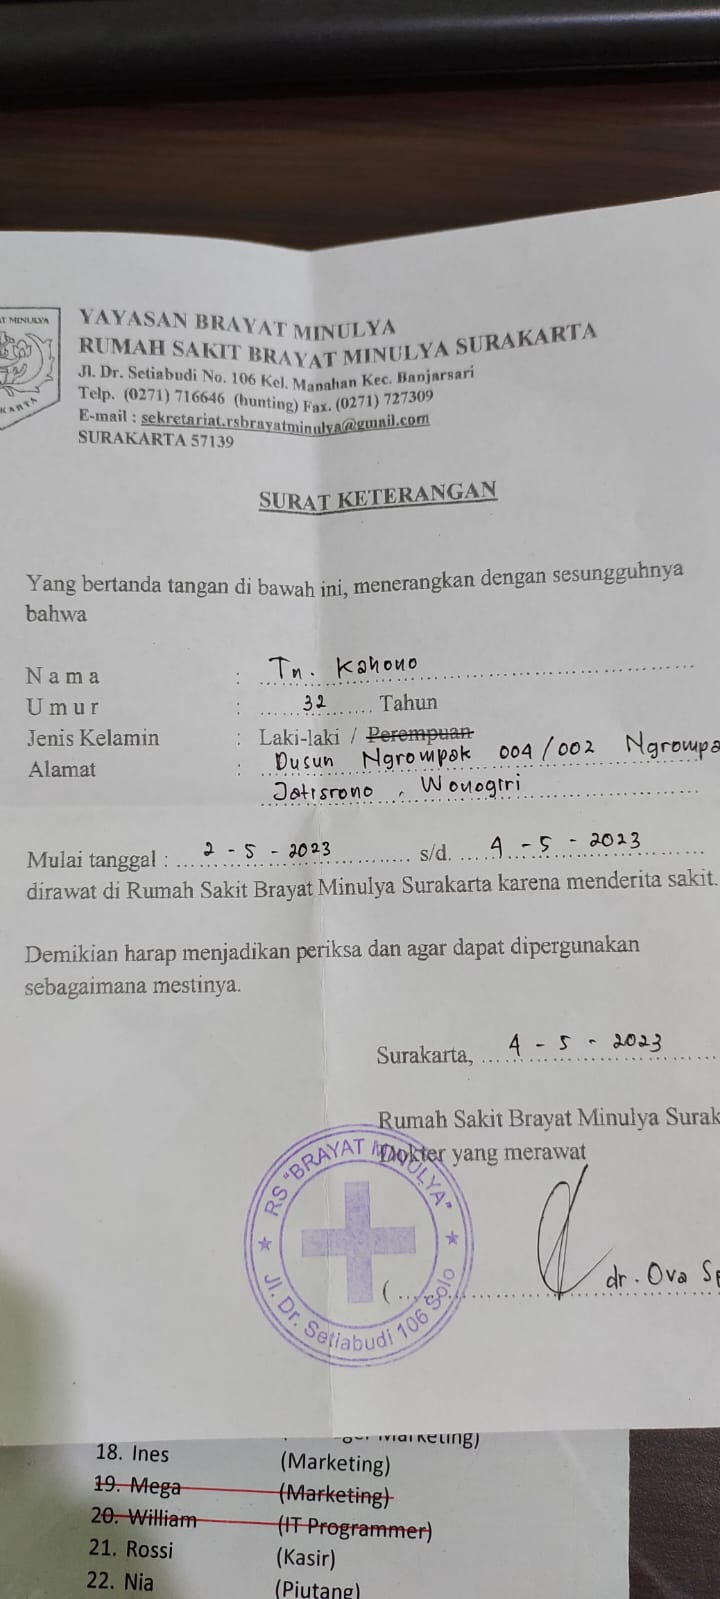 AT MINULYA
KARTA
YAYASAN BRAYAT MINULYA
RUMAH SAKIT BRAYAT MINULYA SURAKARTA
Jl. Dr. Setiabudi No. 106 Kel. Manahan Kec. Banjarsari
Telp. (0271) 716646 (hunting) Fax. (0271) 727309
E-mail : sekretariat.rsbrayatminulya@gmail.com
SURAKARTA 57139
SURAT KETERANGAN
Yang bertanda tangan di bawah ini, menerangkan dengan sesungguhnya
bahwa
Nama : Tn. Kahono
Umur : 32 Tahun
Jenis Kelamin : Laki-laki / Perempuan
Alamat : Dusun Ngrompak 004/002 Ngrompa
Jatisrono, Wonogiri
Mulai tanggal : 2 - 5 - 2023 s/d. 4 - 5 - 2023
dirawat di Rumah Sakit Brayat Minulya Surakarta karena menderita sakit.
Demikian harap menjadikan periksa dan agar dapat dipergunakan
sebagaimana mestinya.
Surakarta, 4 - 5 - 2023
Rumah Sakit Brayat Minulya Surak
Dokter yang merawat
RS "BRAYAT MINULYA"
Jl. Dr. Setiabudi 106 Solo
( dr. Ova Sp
Marketing)
18. Ines (Marketing)
19. Mega (Marketing)
20. William (IT Programmer)
21. Rossi (Kasir)
22. Nia (Piutang)